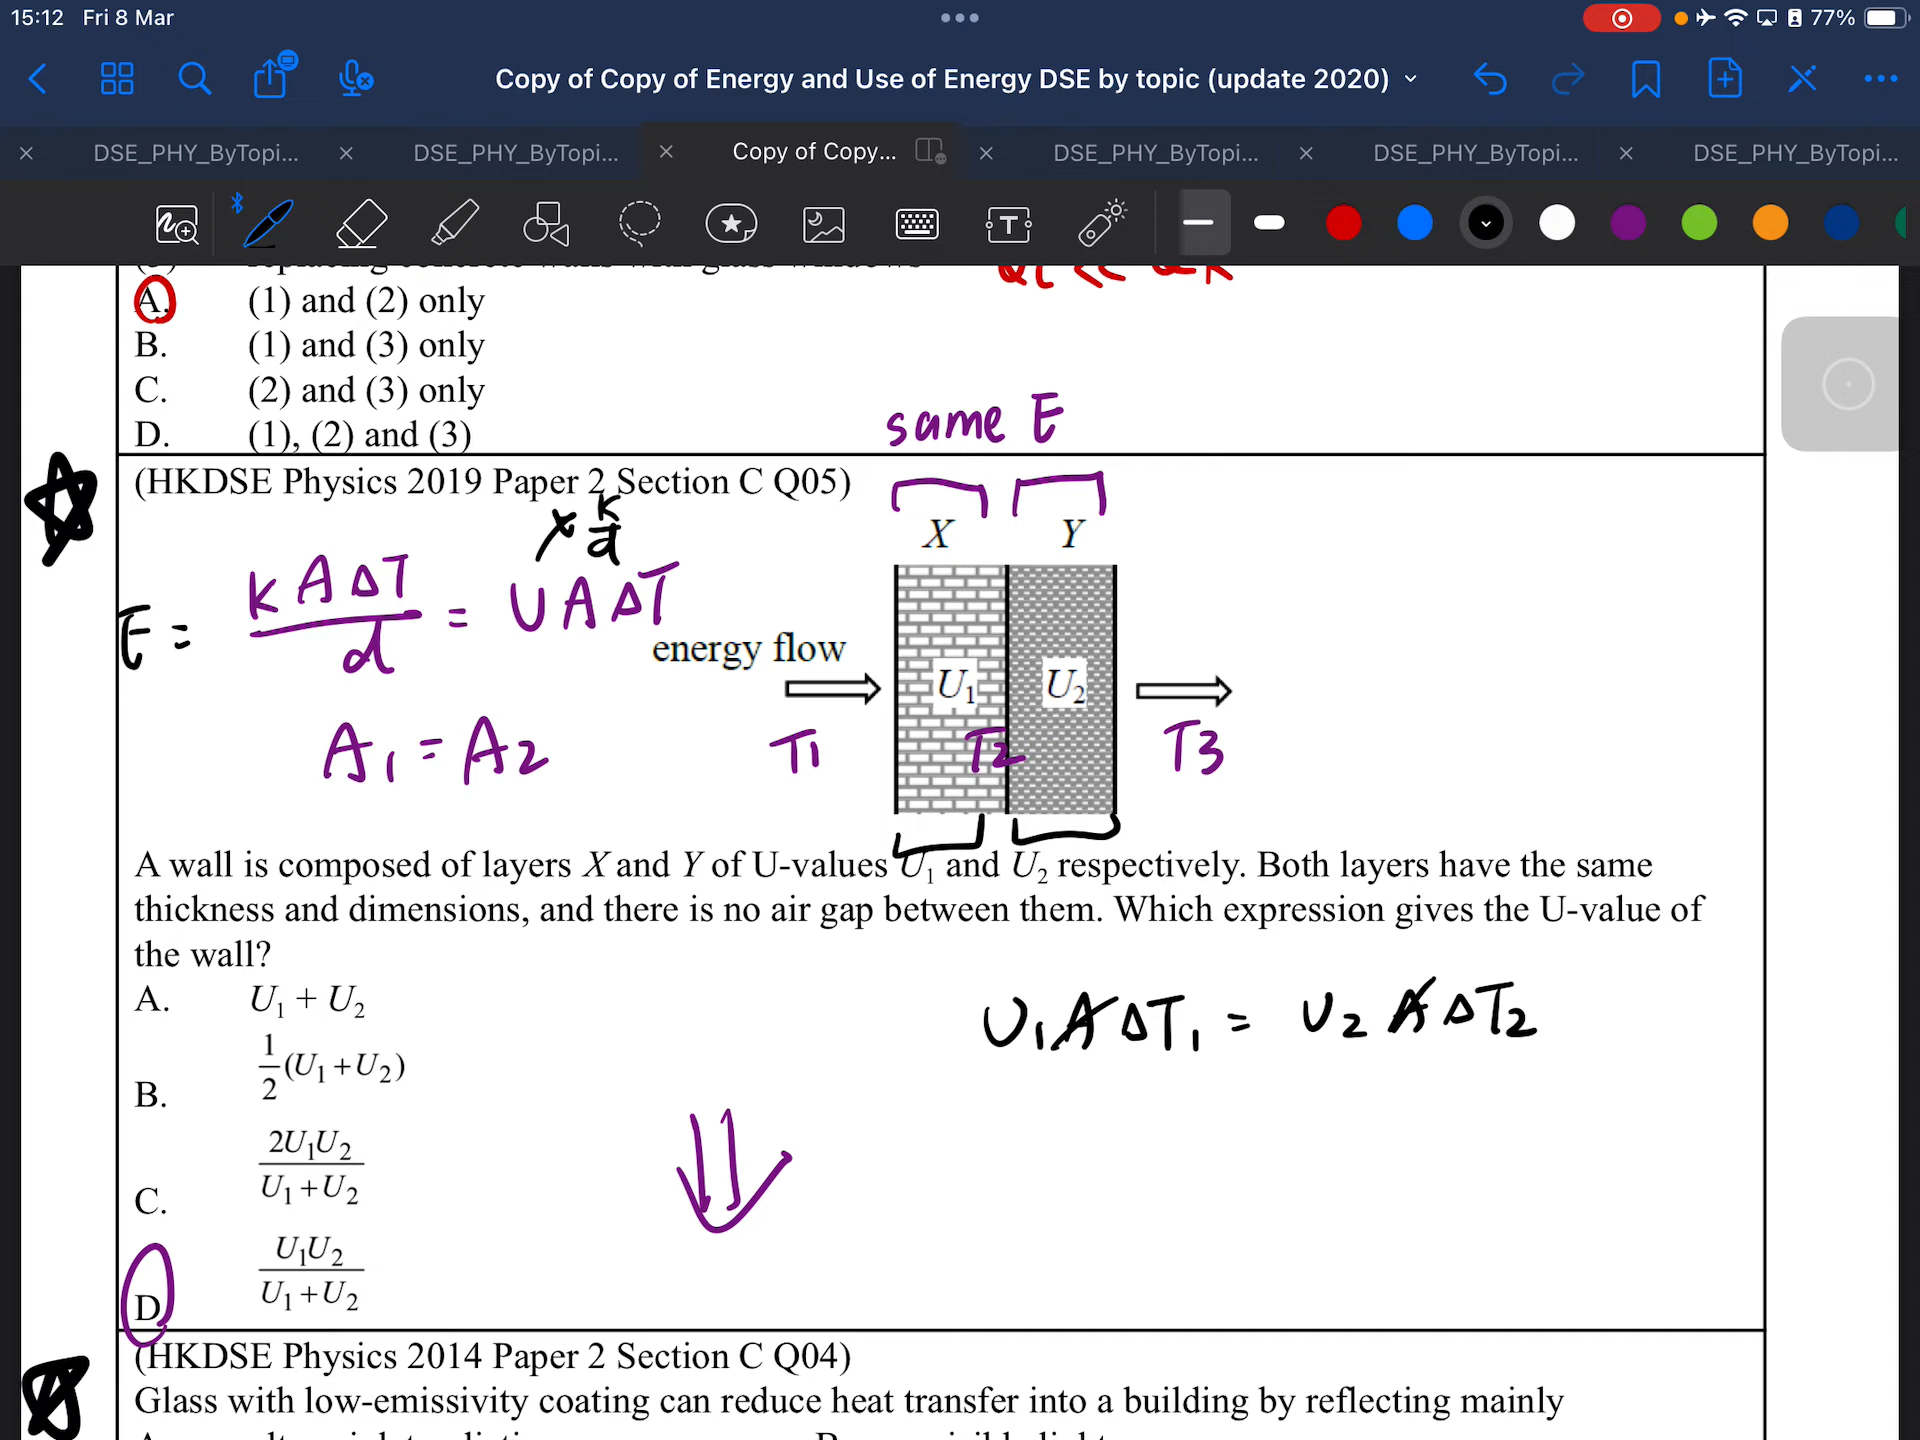 15:12 Fri 8 Mar
77%
Copy of Copy of Energy and Use of Energy DSE by topic (update 2020)
DSE_PHY_ByTopi... DSE_PHY_ByTopi... Copy of Copy... DSE_PHY_ByTopi... DSE_PHY_ByTopi... DSE_PHY_ByTopi...
replacing concrete walls with glass windows
A. (1) and (2) only
B. (1) and (3) only
C. (2) and (3) only
D. (1), (2) and (3)
same E
(HKDSE Physics 2019 Paper 2 Section C Q05)
X Y
× k/d
E = kAΔT/d = UAΔT
energy flow
U₁ U₂
A₁ = A₂
T1 T2 T3
A wall is composed of layers X and Y of U-values U₁ and U₂ respectively. Both layers have the same
thickness and dimensions, and there is no air gap between them. Which expression gives the U-value of
the wall?
A. U₁ + U₂
U₁AΔT₁ = U₂AΔT₂
B. 1/2 (U₁ + U₂)
C. 2U₁U₂ / U₁ + U₂
D. U₁U₂ / U₁ + U₂
(HKDSE Physics 2014 Paper 2 Section C Q04)
Glass with low-emissivity coating can reduce heat transfer into a building by reflecting mainly